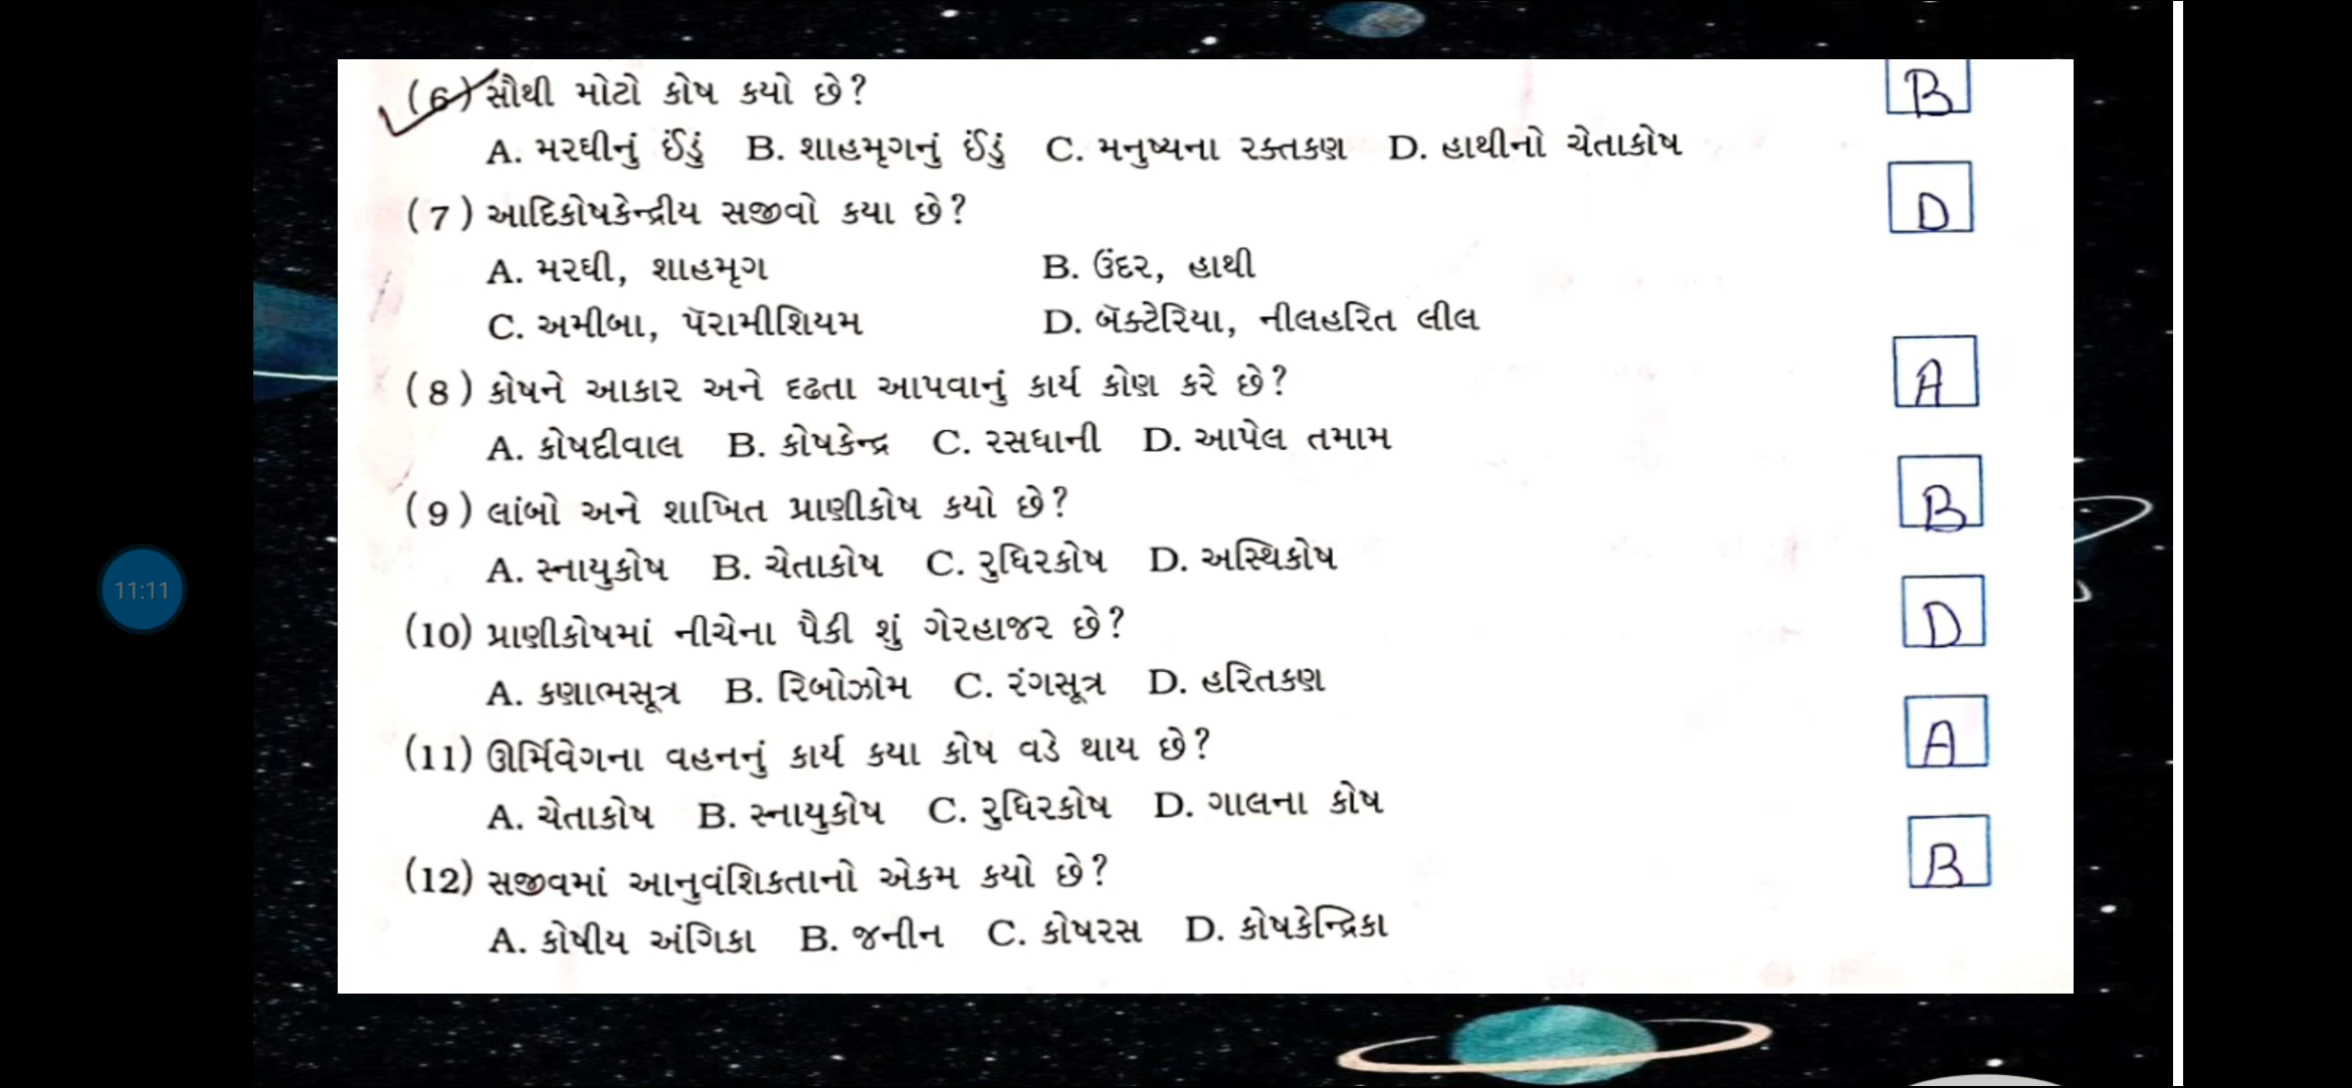 (6) સૌથી મોટો કોષ કયો છે? B
A. મરઘીનું ઈંડું B. શાહમૃગનું ઈંડું C. મનુષ્યના રક્તકણ D. હાથીનો ચેતાકોષ
(7) આદિકોષકેન્દ્રીય સજીવો કયા છે? D
A. મરઘી, શાહમૃગ B. ઉંદર, હાથી
C. અમીબા, પૅરામીશિયમ D. બૅક્ટેરિયા, નીલહરિત લીલ
(8) કોષને આકાર અને દઢતા આપવાનું કાર્ય કોણ કરે છે? A
A. કોષદીવાલ B. કોષકેન્દ્ર C. રસધાની D. આપેલ તમામ
(9) લાંબો અને શાખિત પ્રાણીકોષ કયો છે? B
A. સ્નાયુકોષ B. ચેતાકોષ C. રુધિરકોષ D. અસ્થિકોષ
11:11
(10) પ્રાણીકોષમાં નીચેના પૈકી શું ગેરહાજર છે? D
A. કણાભસૂત્ર B. રિબોઝોમ C. રંગસૂત્ર D. હરિતકણ
(11) ઊર્મિવેગના વહનનું કાર્ય કયા કોષ વડે થાય છે? A
A. ચેતાકોષ B. સ્નાયુકોષ C. રુધિરકોષ D. ગાલના કોષ
(12) સજીવમાં આનુવંશિકતાનો એકમ કયો છે? B
A. કોષીય અંગિકા B. જનીન C. કોષરસ D. કોષકેન્દ્રિકા